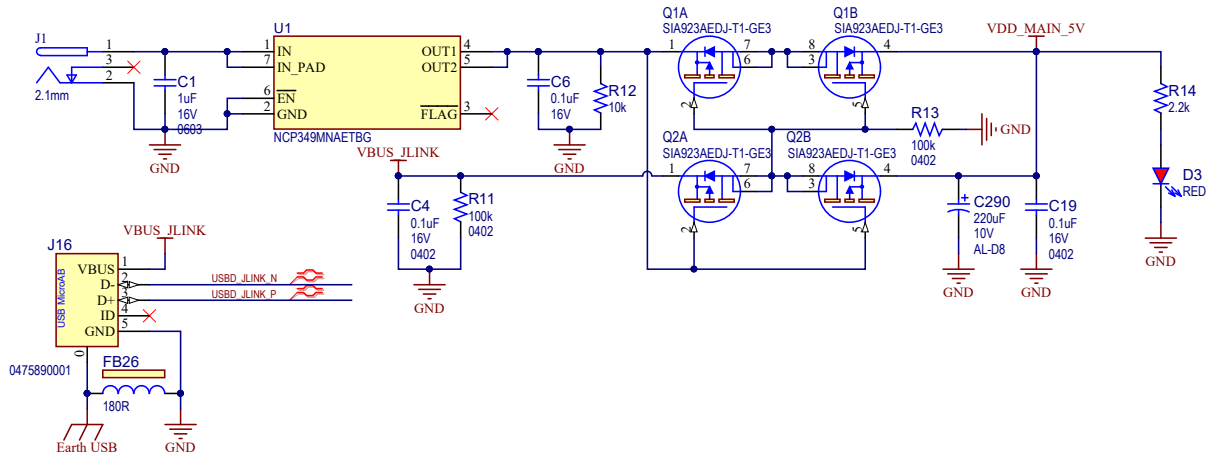 J1
1
3
2
2.1mm
C1
1uF
16V
0603
GND
U1
1
IN
7
IN_PAD
6
EN
2
GND
OUT1
4
OUT2
5
FLAG
3
NCP349MNAETBG
C6
0.1uF
16V
GND
R12
10k
Q1A
SIA923AEDJ-T1-GE3
1
7
6
2
Q1B
SIA923AEDJ-T1-GE3
8
3
4
5
VDD_MAIN_5V
R14
2.2k
D3
RED
GND
R13
100k
0402
GND
VBUS_JLINK
C4
0.1uF
16V
0402
R11
100k
0402
GND
Q2A
SIA923AEDJ-T1-GE3
1
7
6
2
Q2B
SIA923AEDJ-T1-GE3
8
3
4
5
C290
220uF
10V
AL-D8
GND
C19
0.1uF
16V
0402
GND
VBUS_JLINK
J16
USB MicroAB
VBUS
1
D-
2
D+
3
ID
4
GND
5
0
0475890001
USBD_JLINK_N
USBD_JLINK_P
FB26
180R
Earth USB
GND